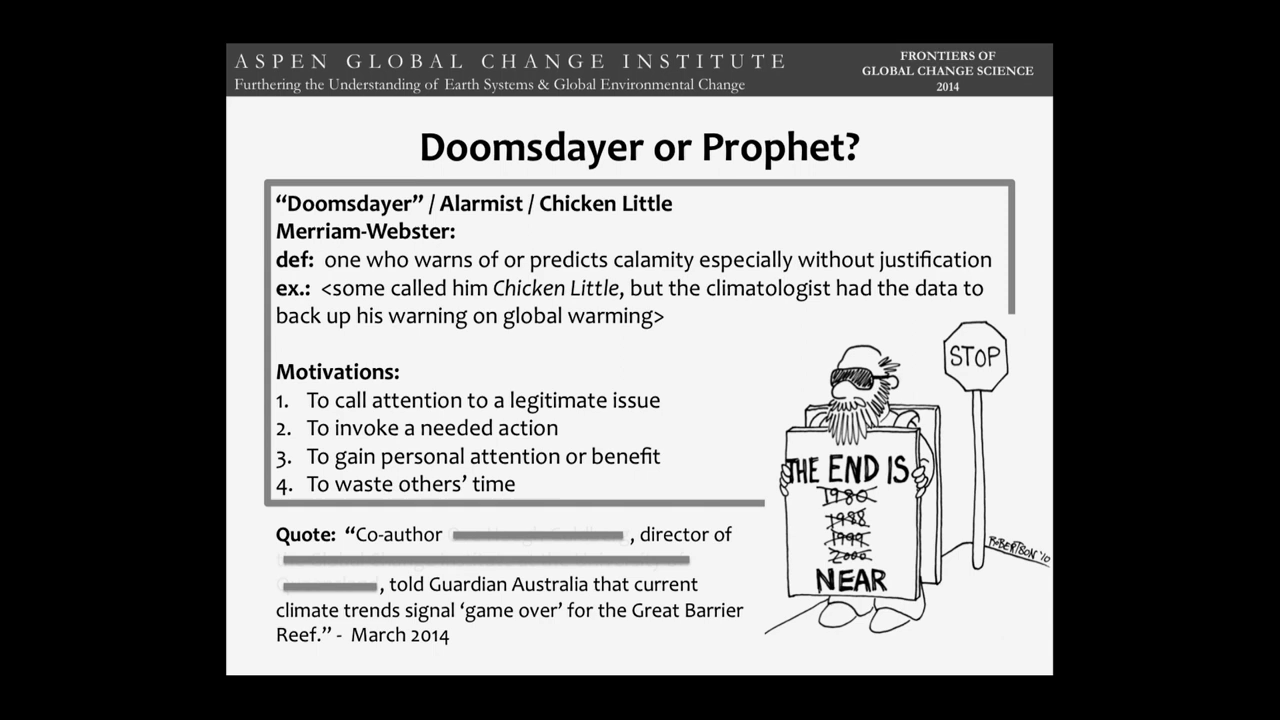 ASPEN GLOBAL CHANGE INSTITUTE
Furthering the Understanding of Earth Systems & Global Environmental Change
FRONTIERS OF
GLOBAL CHANGE SCIENCE
2014
Doomsdayer or Prophet?
“Doomsdayer” / Alarmist / Chicken Little
Merriam-Webster:
def: one who warns of or predicts calamity especially without justification
ex.: <some called him Chicken Little, but the climatologist had the data to
back up his warning on global warming>
Motivations:
1. To call attention to a legitimate issue
2. To invoke a needed action
3. To gain personal attention or benefit
4. To waste others’ time
Quote: “Co-author , director of
, told Guardian Australia that current
climate trends signal ‘game over’ for the Great Barrier
Reef.” - March 2014
STOP
THE END IS
1980
1988
1999
2000
NEAR
ROBERTSON '10